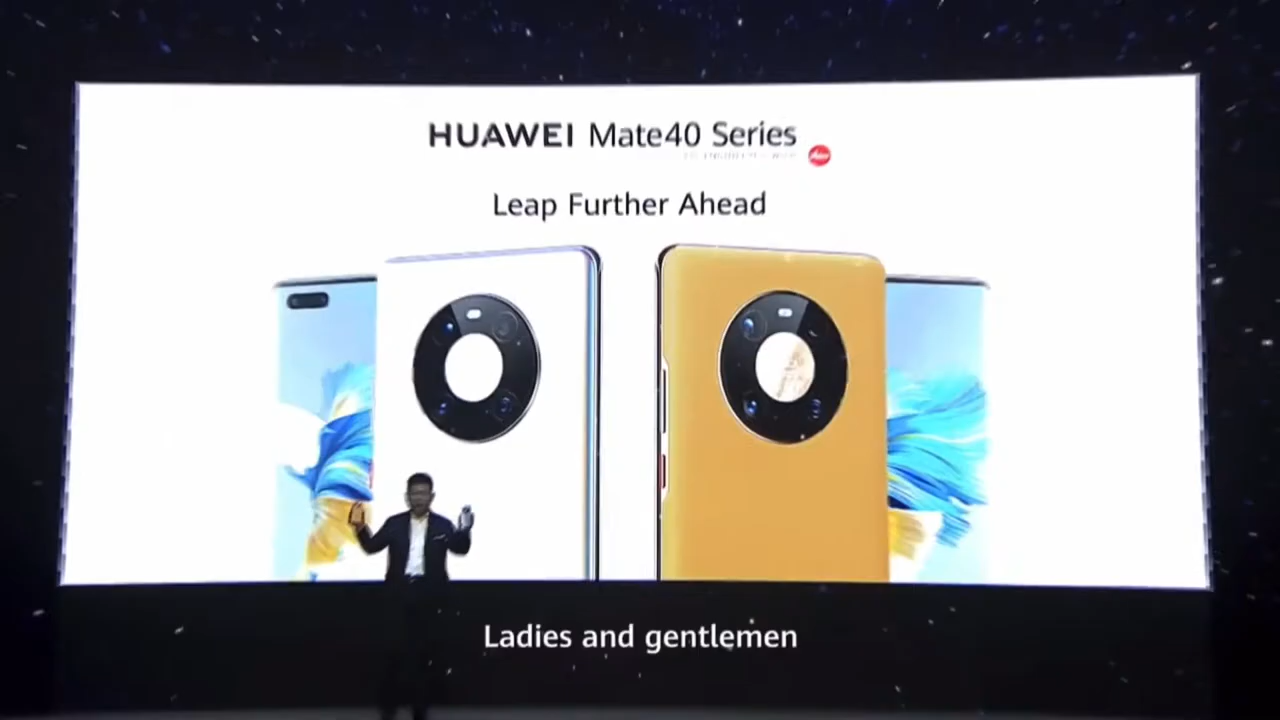 HUAWEI Mate40 Series
Leap Further Ahead
Ladies and gentlemen